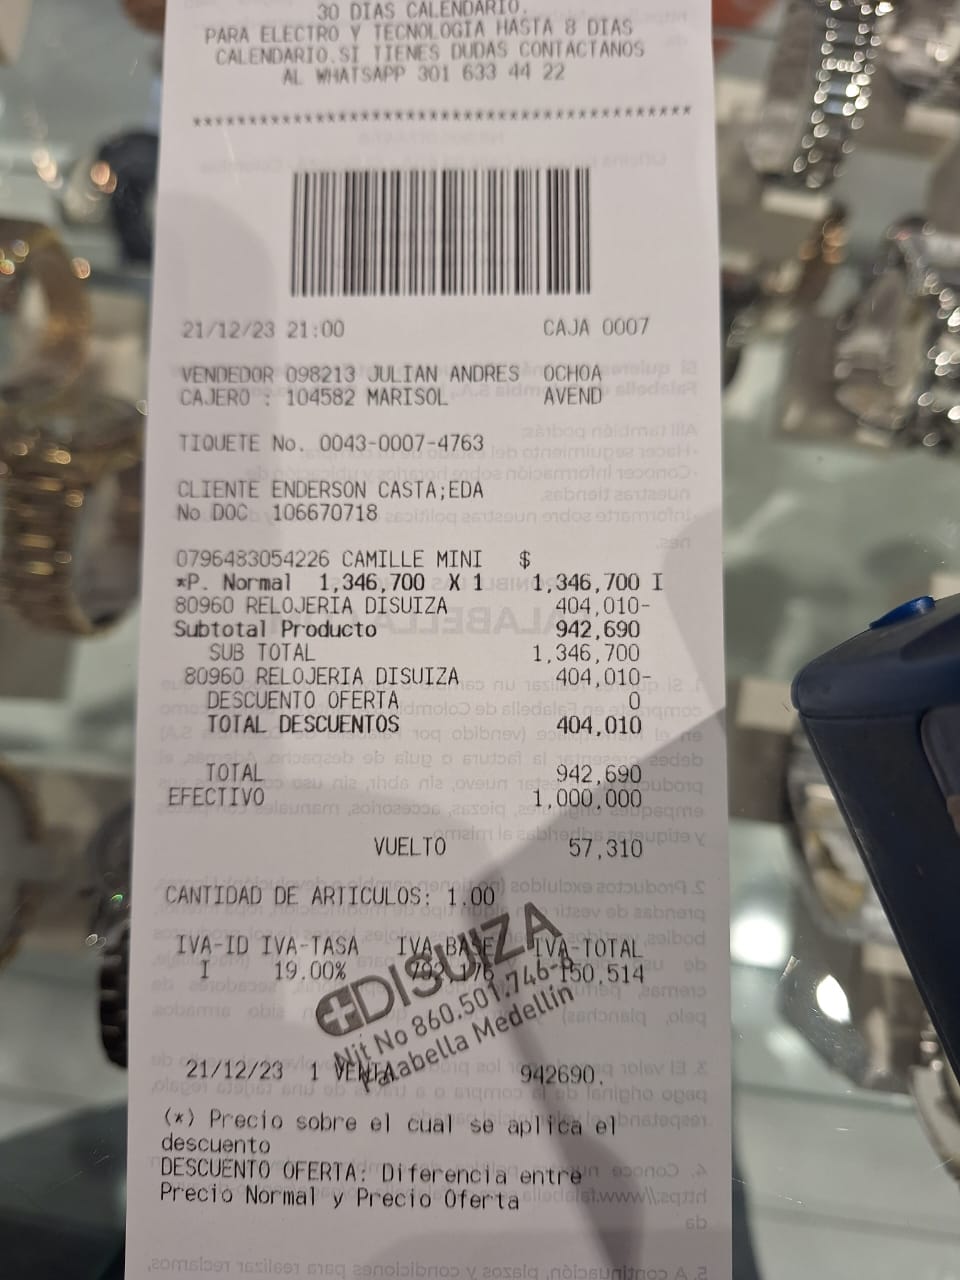 30 DIAS CALENDARIO.
PARA ELECTRO Y TECNOLOGIA HASTA 8 DIAS
CALENDARIO.SI TIENES DUDAS CONTACTANOS
AL WHATSAPP 301 633 44 22
21/12/23 21:00 CAJA 0007
VENDEDOR 098213 JULIAN ANDRES OCHOA
CAJERO : 104582 MARISOL AVEND
TIQUETE No. 0043-0007-4763
CLIENTE ENDERSON CASTA;EDA
No DOC 106670718
0796483054226 CAMILLE MINI $
*P. Normal 1,346,700 X 1 1,346,700 I
80960 RELOJERIA DISUIZA 404,010-
Subtotal Producto 942,690
SUB TOTAL 1,346,700
80960 RELOJERIA DISUIZA 404,010-
DESCUENTO OFERTA 0
TOTAL DESCUENTOS 404,010
TOTAL 942,690
EFECTIVO 1,000,000
VUELTO 57,310
CANTIDAD DE ARTICULOS: 1.00
IVA-ID IVA-TASA IVA-BASE IVA-TOTAL
I 19.00% 792,176 150,514
DISUIZA
Nit No 860.501.746-
Falabella Medellín
21/12/23 1 VENTA 942690.
(*) Precio sobre el cual se aplica el
descuento
DESCUENTO OFERTA: Diferencia entre
Precio Normal y Precio Oferta